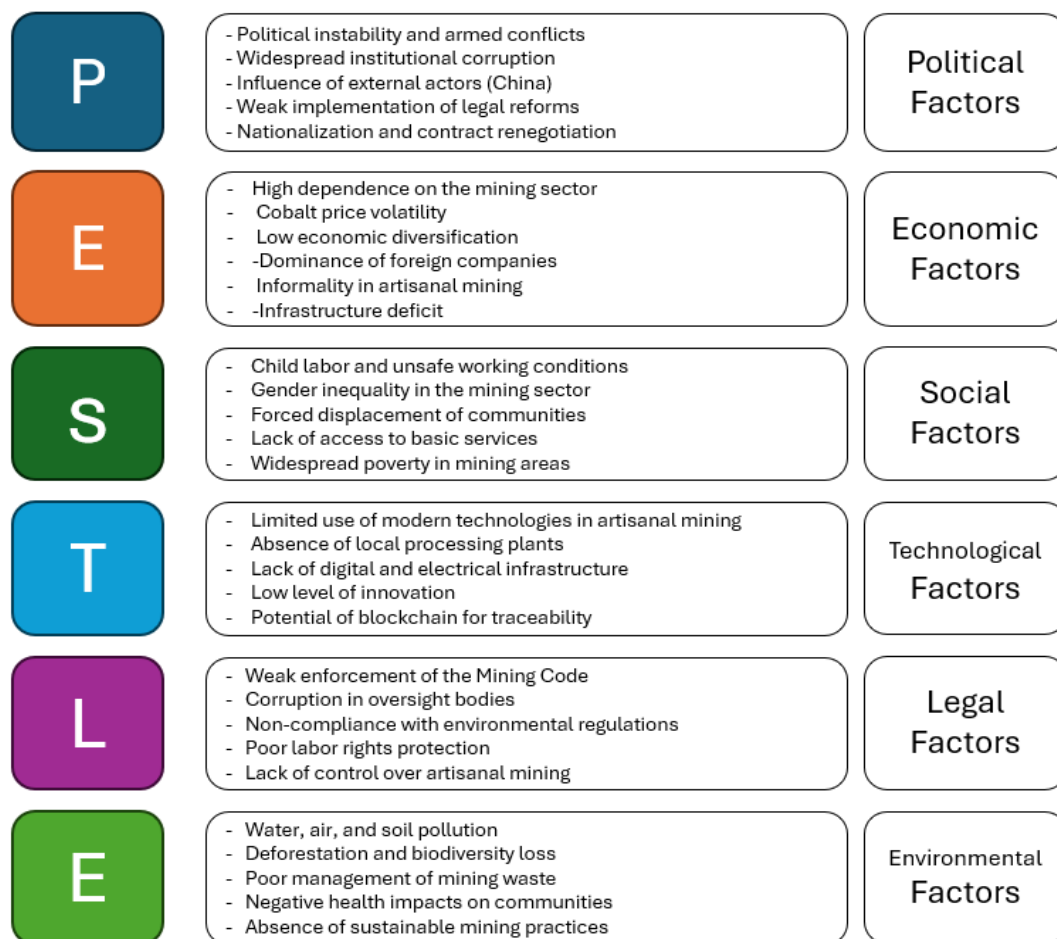 P
- Political instability and armed conflicts
- Widespread institutional corruption
- Influence of external actors (China)
- Weak implementation of legal reforms
- Nationalization and contract renegotiation
Political
Factors
E
- High dependence on the mining sector
- Cobalt price volatility
- Low economic diversification
- -Dominance of foreign companies
- Informality in artisanal mining
- -Infrastructure deficit
Economic
Factors
S
- Child labor and unsafe working conditions
- Gender inequality in the mining sector
- Forced displacement of communities
- Lack of access to basic services
- Widespread poverty in mining areas
Social
Factors
T
- Limited use of modern technologies in artisanal mining
- Absence of local processing plants
- Lack of digital and electrical infrastructure
- Low level of innovation
- Potential of blockchain for traceability
Technological
Factors
L
- Weak enforcement of the Mining Code
- Corruption in oversight bodies
- Non-compliance with environmental regulations
- Poor labor rights protection
- Lack of control over artisanal mining
Legal
Factors
E
- Water, air, and soil pollution
- Deforestation and biodiversity loss
- Poor management of mining waste
- Negative health impacts on communities
- Absence of sustainable mining practices
Environmental
Factors